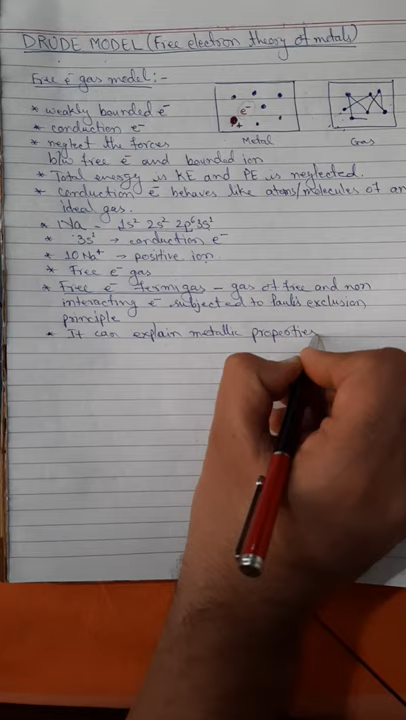 DRUDE MODEL (Free electron theory of metals)
Free e⁻ gas model:-
* weakly bounded e⁻
* conduction e⁻
* neglect the forces
b/w free e⁻ and bounded ion
e⁻
+
Metal
Gas
* Total energy is KE and PE is neglected.
* conduction e⁻ behaves like atoms/molecules of an
ideal gas.
* Na - 1s² 2s² 2p⁶ 3s¹
* 3s¹ → conduction e⁻
* 10 Na⁺ → positive ion.
* Free e⁻ gas
* Free e⁻ fermi gas - gas of free and non
interacting e⁻ subjected to Pauli's exclusion
principle
* It can explain metallic properties